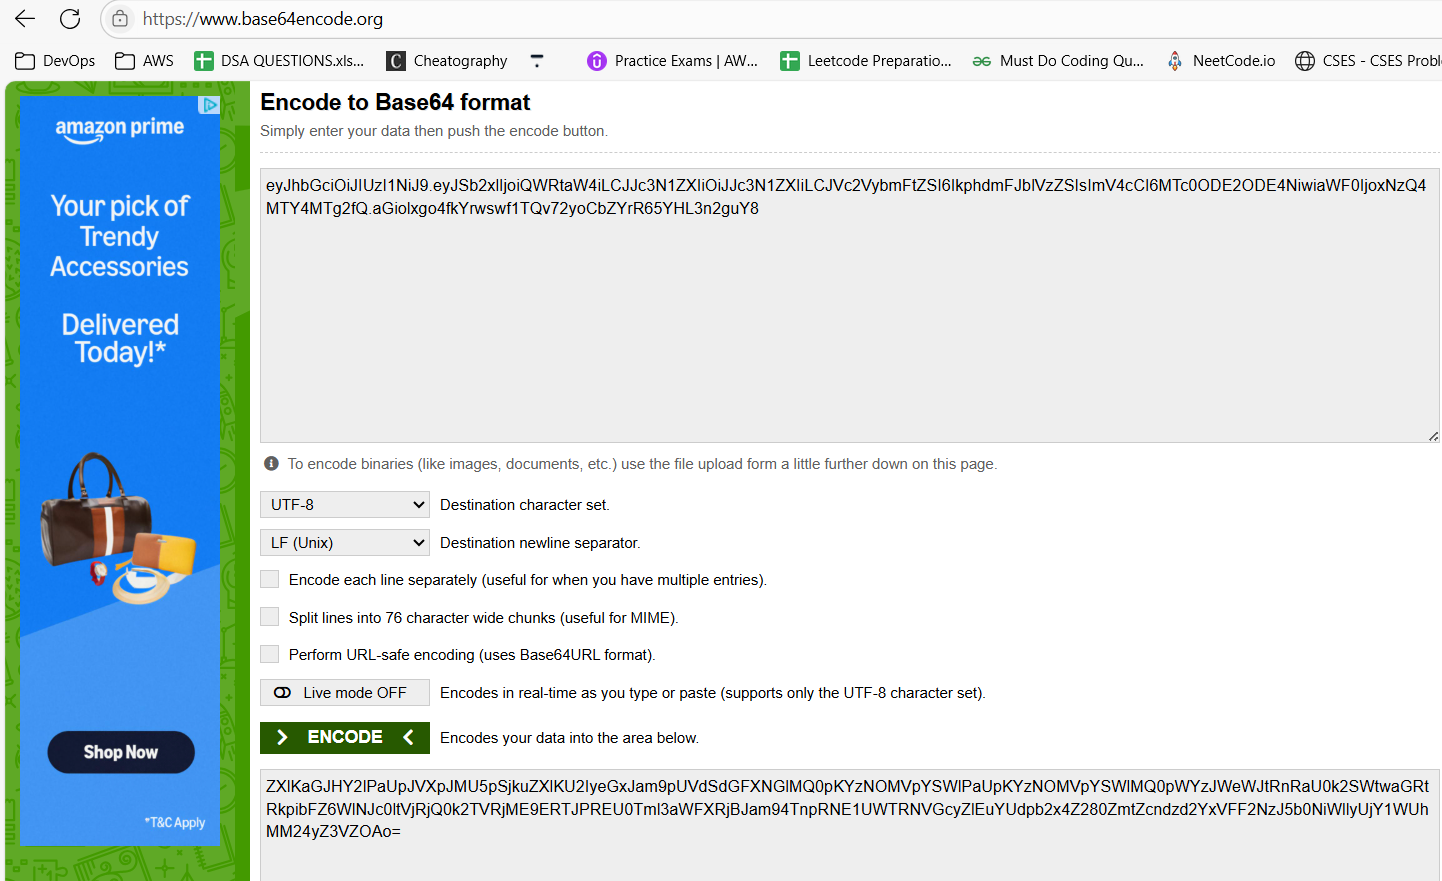 https://www.base64encode.org
DevOps
AWS
DSA QUESTIONS.xls...
Cheatography
Practice Exams | AW...
Leetcode Preparatio...
Must Do Coding Qu...
NeetCode.io
CSES - CSES Probl
amazon prime
Your pick of
Trendy
Accessories
Delivered
Today!*
Shop Now
*T&C Apply
Encode to Base64 format
Simply enter your data then push the encode button.
eyJhbGciOiJIUzI1NiJ9.eyJSb2xlIjoiQWRtaW4iLCJJc3N1ZXIiOiJJc3N1ZXIiLCJVc2VybmFtZSI6IkphdmFJblVzZSIsImV4cCI6MTc0ODE2ODE4NiwiaWF0IjoxNzQ4
MTY4MTg2fQ.aGiolxgo4fkYrwswf1TQv72yoCbZYrR65YHL3n2guY8
To encode binaries (like images, documents, etc.) use the file upload form a little further down on this page.
UTF-8
Destination character set.
LF (Unix)
Destination newline separator.
Encode each line separately (useful for when you have multiple entries).
Split lines into 76 character wide chunks (useful for MIME).
Perform URL-safe encoding (uses Base64URL format).
Live mode OFF
Encodes in real-time as you type or paste (supports only the UTF-8 character set).
> ENCODE <
Encodes your data into the area below.
ZXlKaGJHY2lPaUpJVXpJMU5pSjkuZXlKU2IyeGxJam9pUVdSdGFXNGlMQ0pKYzNOMVpYSWlPaUpKYzNOMVpYSWlMQ0pWYzJWeWJtRnRaU0k2SWtwaGRt
RkpibFZ6WlNJc0ltVjRjQ0k2TVRjME9ERTJPREU0Tml3aWFXRjBJam94TnpRNE1UWTRNVGcyZlEuYUdpb2x4Z280ZmtZcndzd2YxVFF2NzJ5b0NiWllyUjY1WUh
MM24yZ3VZOAo=